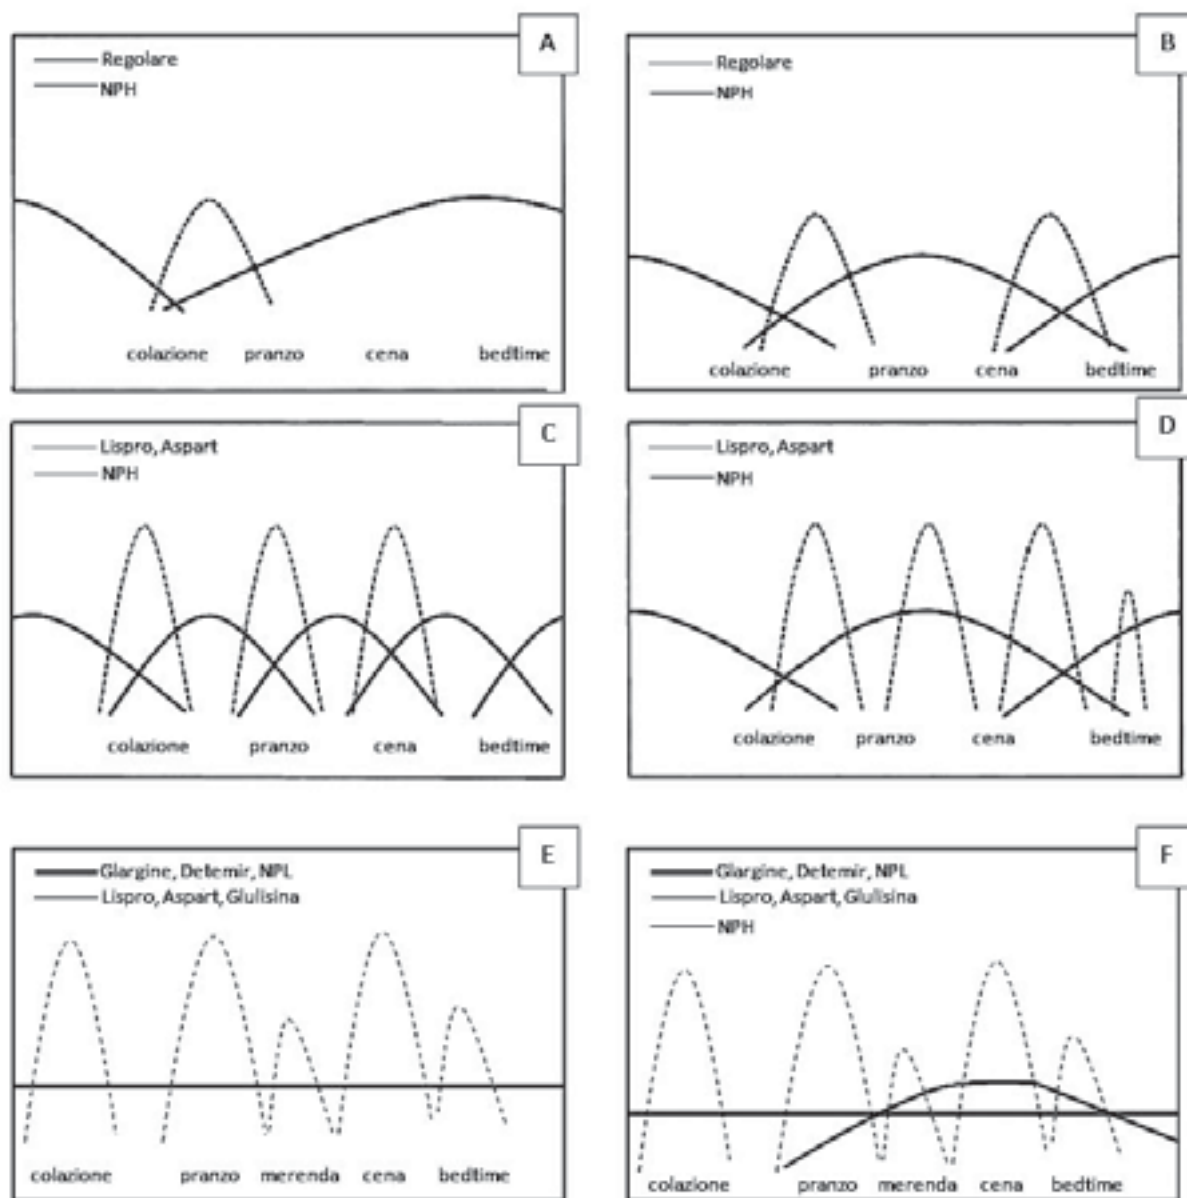 A
Regolare
NPH
colazione pranzo cena bedtime
B
Regolare
NPH
colazione pranzo cena bedtime
C
Lispro, Aspart
NPH
colazione pranzo cena bedtime
D
Lispro, Aspart
NPH
colazione pranzo cena bedtime
E
Glargine, Detemir, NPL
Lispro, Aspart, Glulisina
colazione pranzo merenda cena bedtime
F
Glargine, Detemir, NPL
Lispro, Aspart, Glulisina
NPH
colazione pranzo merenda cena bedtime